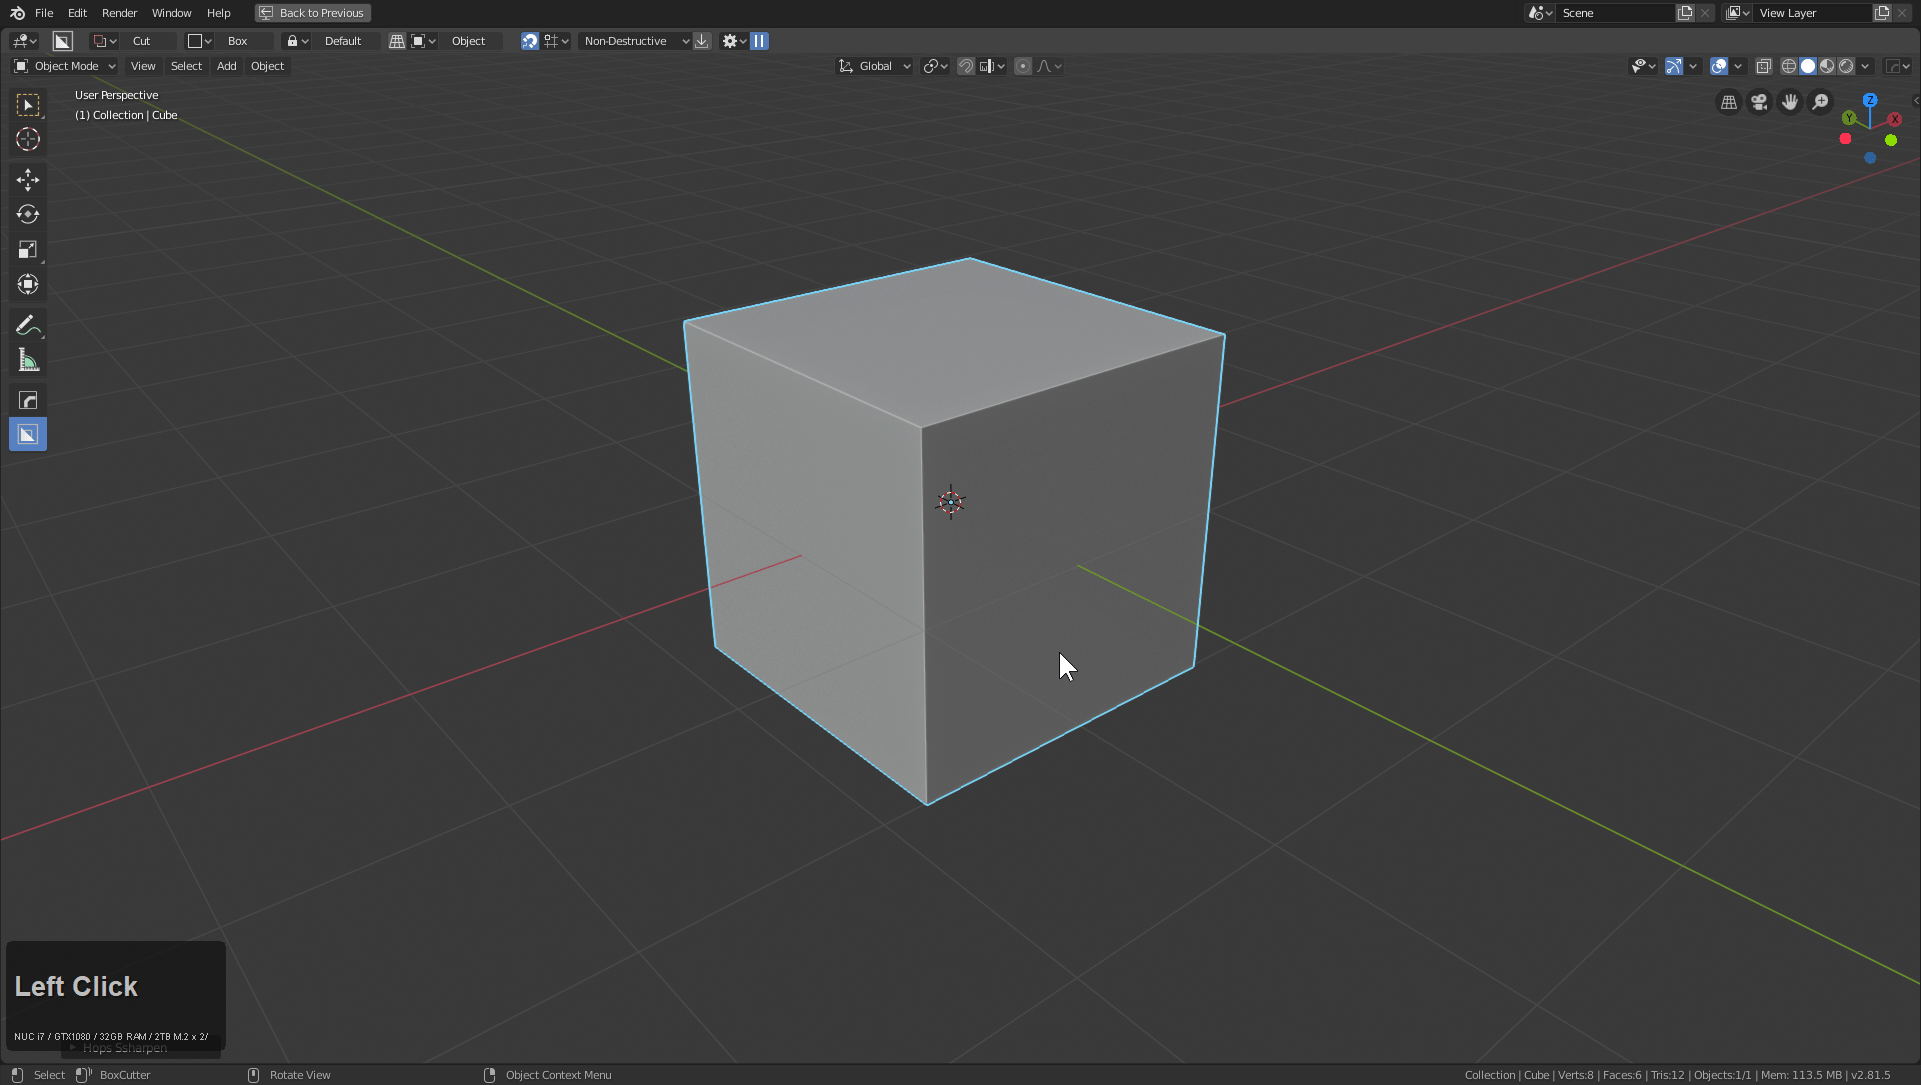 File Edit Render Window Help Back to Previous Scene View Layer
Cut Box Default Object Non-Destructive
Object Mode View Select Add Object Global
User Perspective
(1) Collection | Cube
Z
Y X
Left Click
NUC i7 / GTX1080 / 32GB RAM / 2TB M.2 x 2/
Hops Ssharpen
Select BoxCutter Rotate View Object Context Menu Collection | Cube | Verts:8 | Faces:6 | Tris:12 | Objects:1/1 | Mem: 113.5 MB | v2.81.5